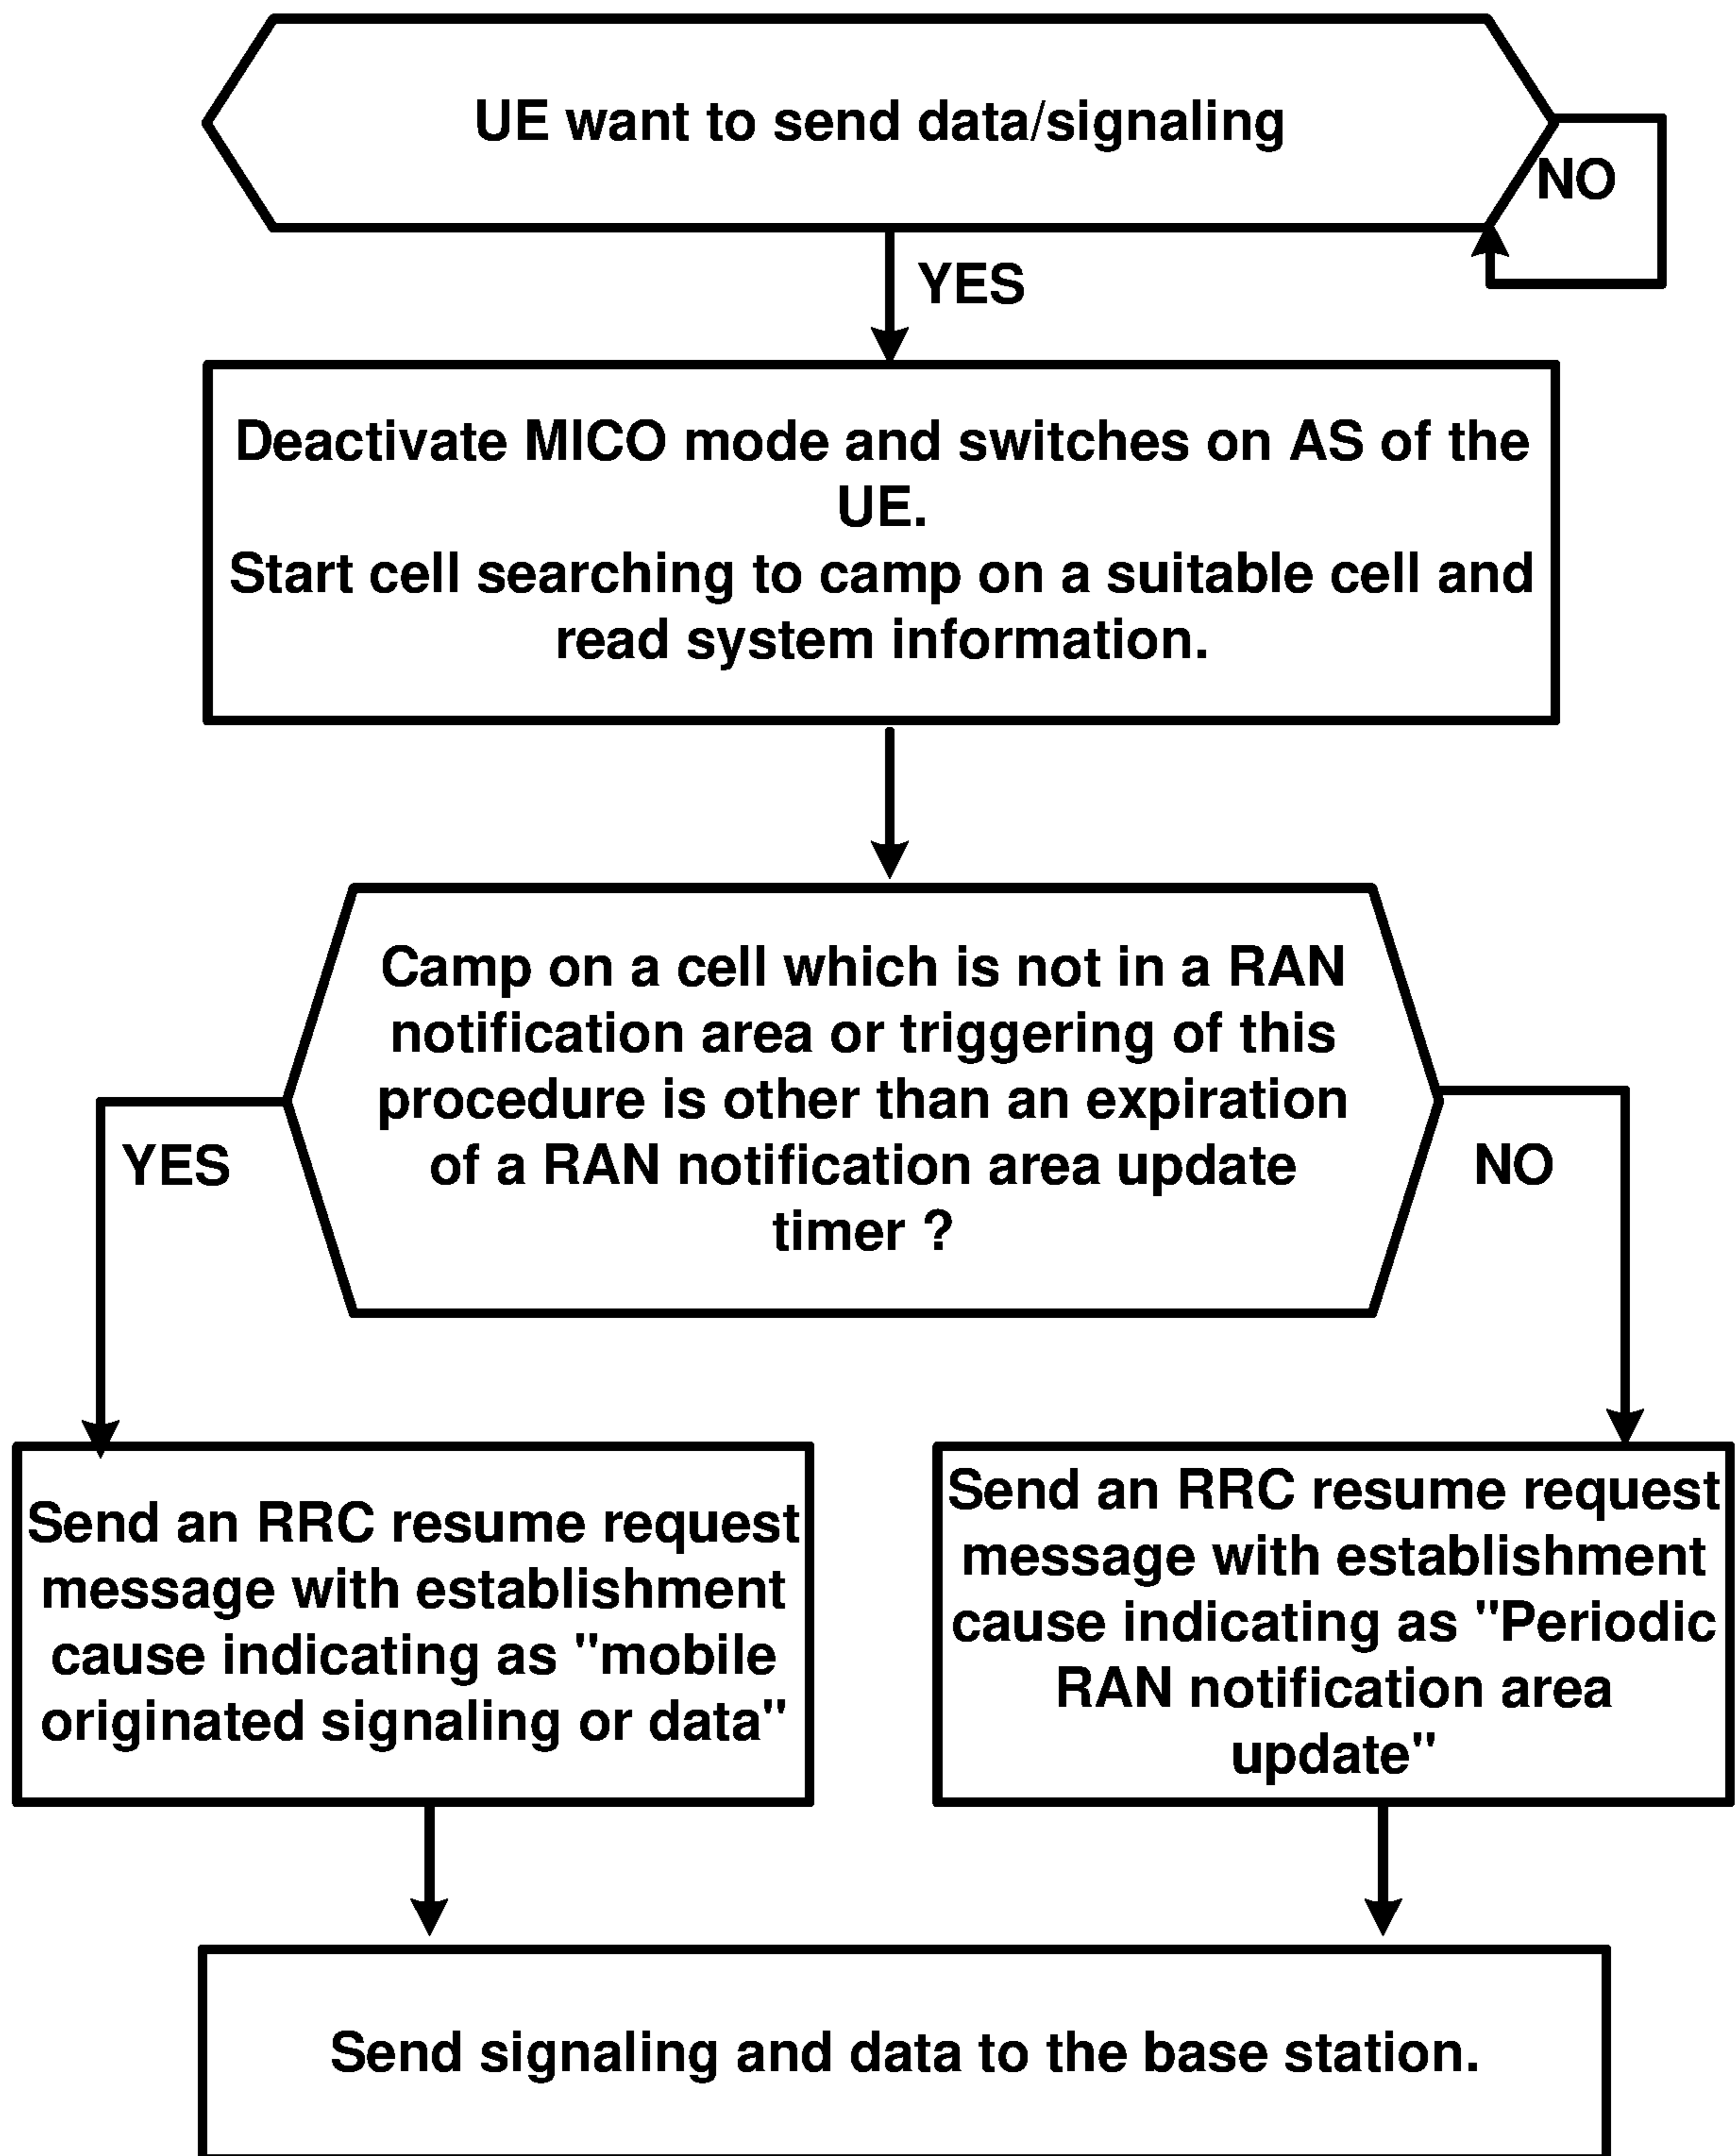 UE want to send data/signaling
NO
YES
Deactivate MICO mode and switches on AS of the
UE.
Start cell searching to camp on a suitable cell and
read system information.
Camp on a cell which is not in a RAN
notification area or triggering of this
procedure is other than an expiration
of a RAN notification area update
timer ?
YES
NO
Send an RRC resume request
message with establishment
cause indicating as "mobile
originated signaling or data"
Send an RRC resume request
message with establishment
cause indicating as "Periodic
RAN notification area
update"
Send signaling and data to the base station.